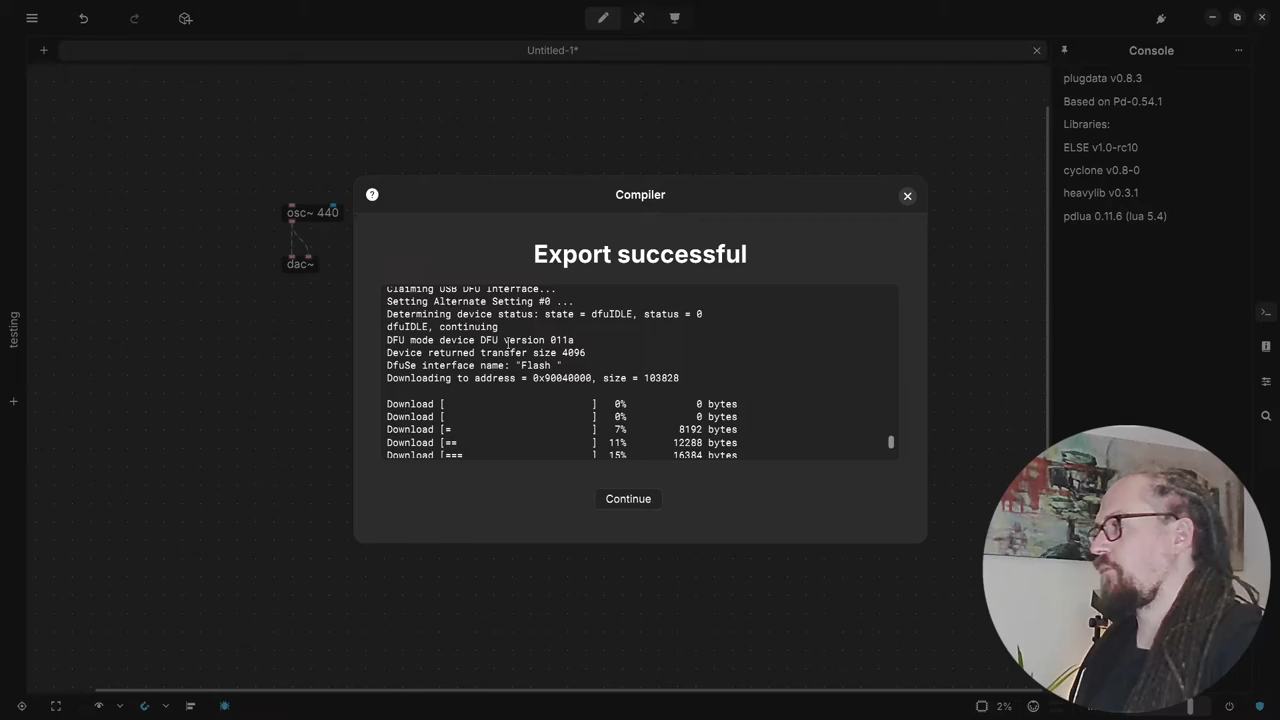 Untitled-1*
Console
plugdata v0.8.3
Based on Pd-0.54.1
Libraries:
ELSE v1.0-rc10
cyclone v0.8-0
heavylib v0.3.1
pdlua 0.11.6 (lua 5.4)
osc~ 440
dac~
testing
?
Compiler
Export successful
Claiming USB DFU Interface...
Setting Alternate Setting #0 ...
Determining device status: state = dfuIDLE, status = 0
dfuIDLE, continuing
DFU mode device DFU version 011a
Device returned transfer size 4096
DfuSe interface name: "Flash "
Downloading to address = 0x90040000, size = 103828
Download [                         ]   0%            0 bytes
Download [                         ]   0%            0 bytes
Download [=                        ]   7%         8192 bytes
Download [==                       ]  11%        12288 bytes
Download [===                      ]  15%        16384 bytes
Continue
2%